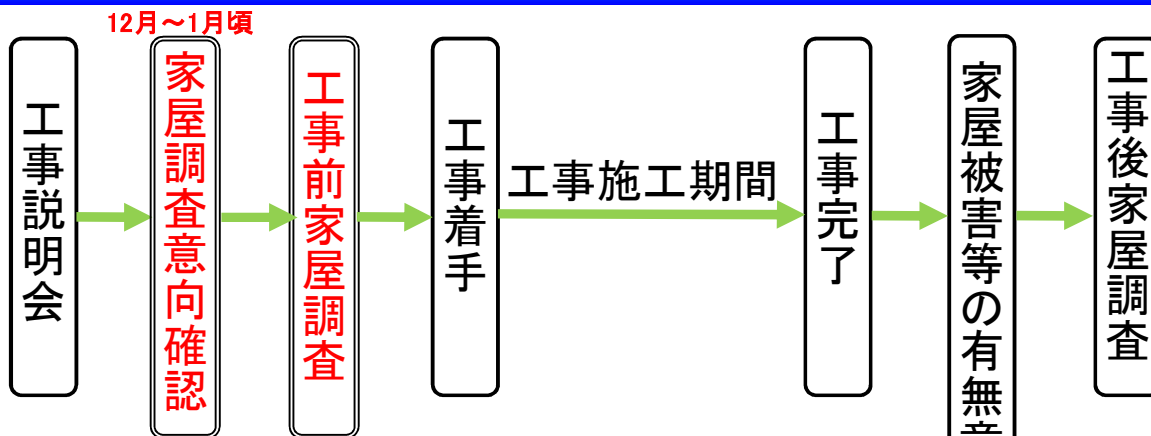 12月～1月頃
工事説明会
家屋調査意向確認
工事前家屋調査
工事着手
工事施工期間
工事完了
家屋被害等の有無意
工事後家屋調査